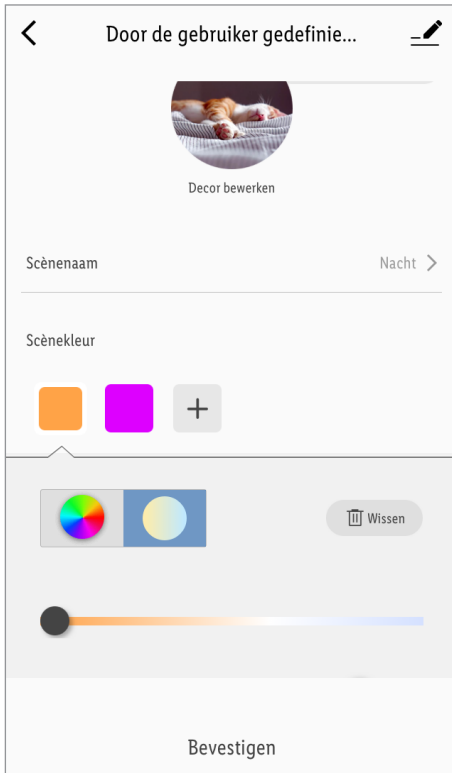 Door de gebruiker gedefinie...
Decor bewerken
Scènenaam
Nacht
Scènekleur
Wissen
Bevestigen